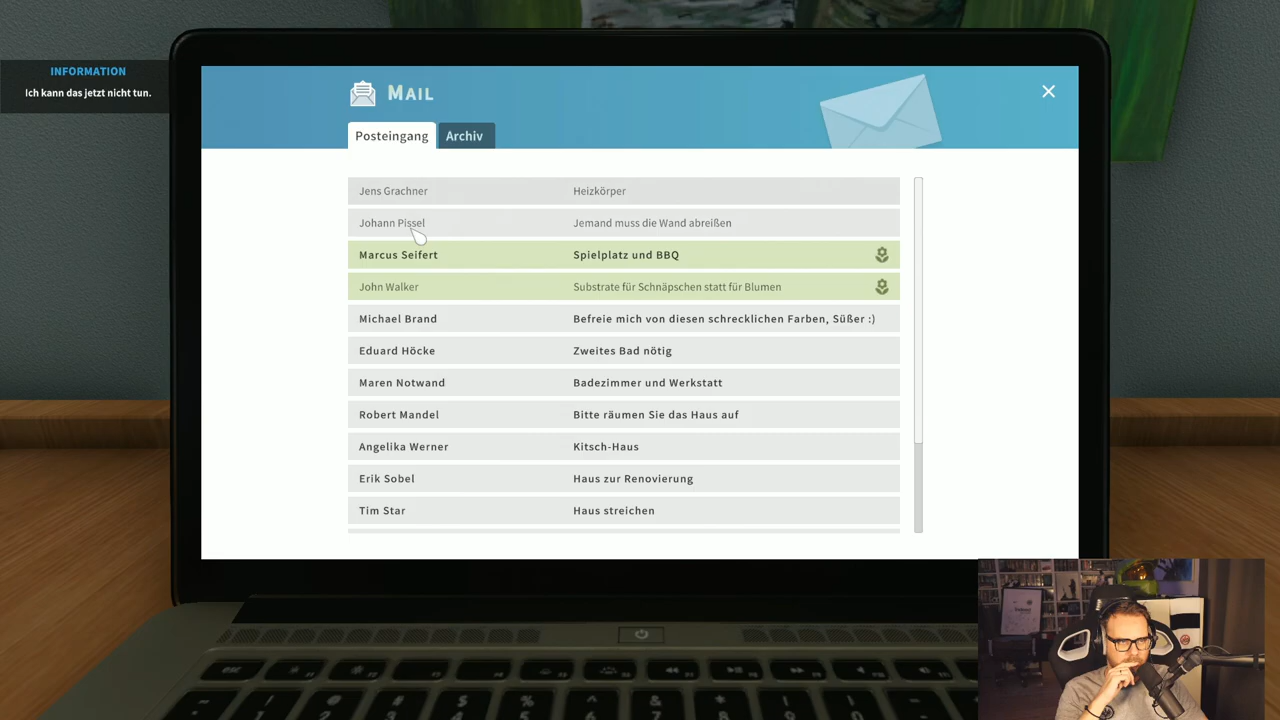 INFORMATION
Ich kann das jetzt nicht tun.
MAIL
Posteingang
Archiv
Jens Grachner Heizkörper
Johann Pissel Jemand muss die Wand abreißen
Marcus Seifert Spielplatz und BBQ
John Walker Substrate für Schnäpschen statt für Blumen
Michael Brand Befreie mich von diesen schrecklichen Farben, Süßer :)
Eduard Höcke Zweites Bad nötig
Maren Notwand Badezimmer und Werkstatt
Robert Mandel Bitte räumen Sie das Haus auf
Angelika Werner Kitsch-Haus
Erik Sobel Haus zur Renovierung
Tim Star Haus streichen